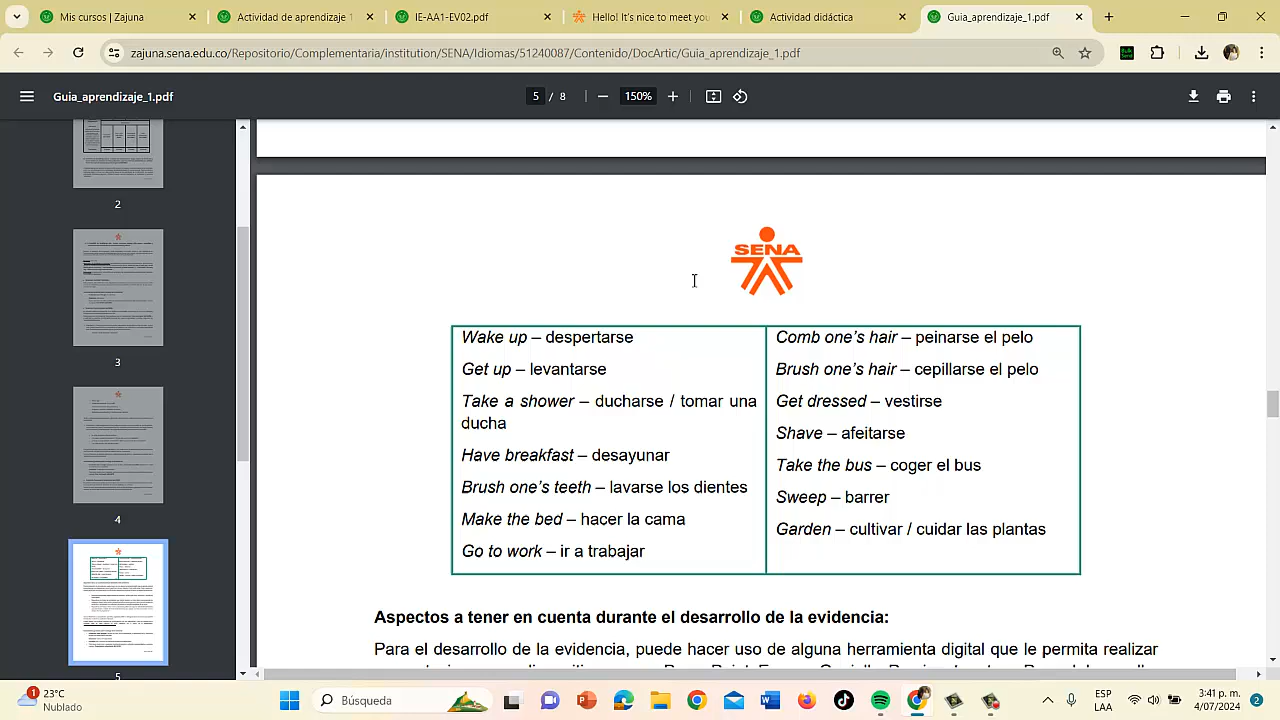 Mis cursos | Zajuna
Actividad de aprendizaje 1
IE-AA1-EV02.pdf
Hello! It's nice to meet you
Actividad didáctica
Guia_aprendizaje_1.pdf
zajuna.sena.edu.co/Repositorio/Complementaria/institution/SENA/Idiomas/51240087/Contenido/DocArtic/Guia_aprendizaje_1.pdf
Guia_aprendizaje_1.pdf
5 / 8
150%
2
3
4
5
SENA
Wake up – despertarse
Get up – levantarse
Take a shower – ducharse / tomar una
ducha
Have breakfast – desayunar
Brush one's teeth – lavarse los dientes
Make the bed – hacer la cama
Go to work – ir a trabajar
Comb one's hair – peinarse el pelo
Brush one's hair – cepillarse el pelo
Get dressed – vestirse
Shave – afeitarse
Take the bus – coger el bus
Sweep – barrer
Garden – cultivar / cuidar las plantas
Aspectos a tener en cuenta durante el desarrollo de la evidencia:
Para el desarrollo de la evidencia, puede hacer uso de alguna herramienta digital que le permita realizar
1
23°C
Nublado
Búsqueda
ESP
LAA
3:41 p. m.
4/07/2024
2